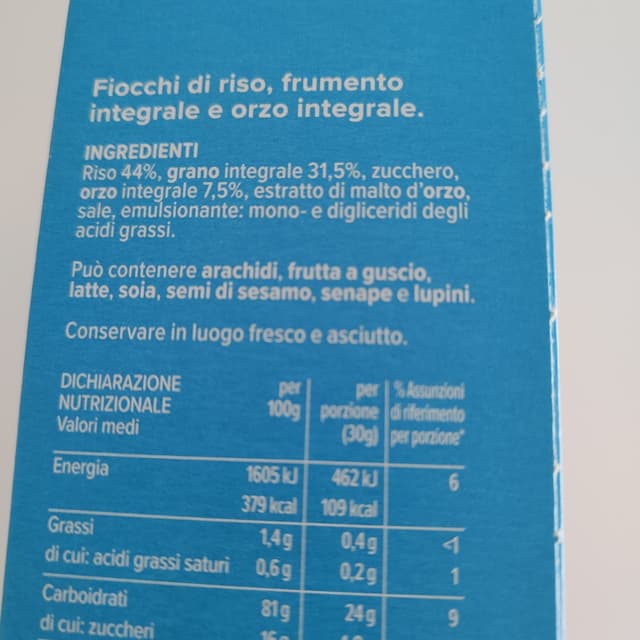 Fiocchi di riso, frumento
integrale e orzo integrale.
INGREDIENTI
Riso 44%, grano integrale 31,5%, zucchero,
orzo integrale 7,5%, estratto di malto d'orzo,
sale, emulsionante: mono- e digliceridi degli
acidi grassi.
Può contenere arachidi, frutta a guscio,
latte, soia, semi di sesamo, senape e lupini.
Conservare in luogo fresco e asciutto.
DICHIARAZIONE per per % Assunzioni
NUTRIZIONALE 100g porzione di riferimento
Valori medi (30g) per porzione*
Energia 1605 kJ 462 kJ 6
379 kcal 109 kcal
Grassi 1,4g 0,4g <1
di cui: acidi grassi saturi 0,6g 0,2g 1
Carboidrati 81g 24g 9
di cui: zuccheri